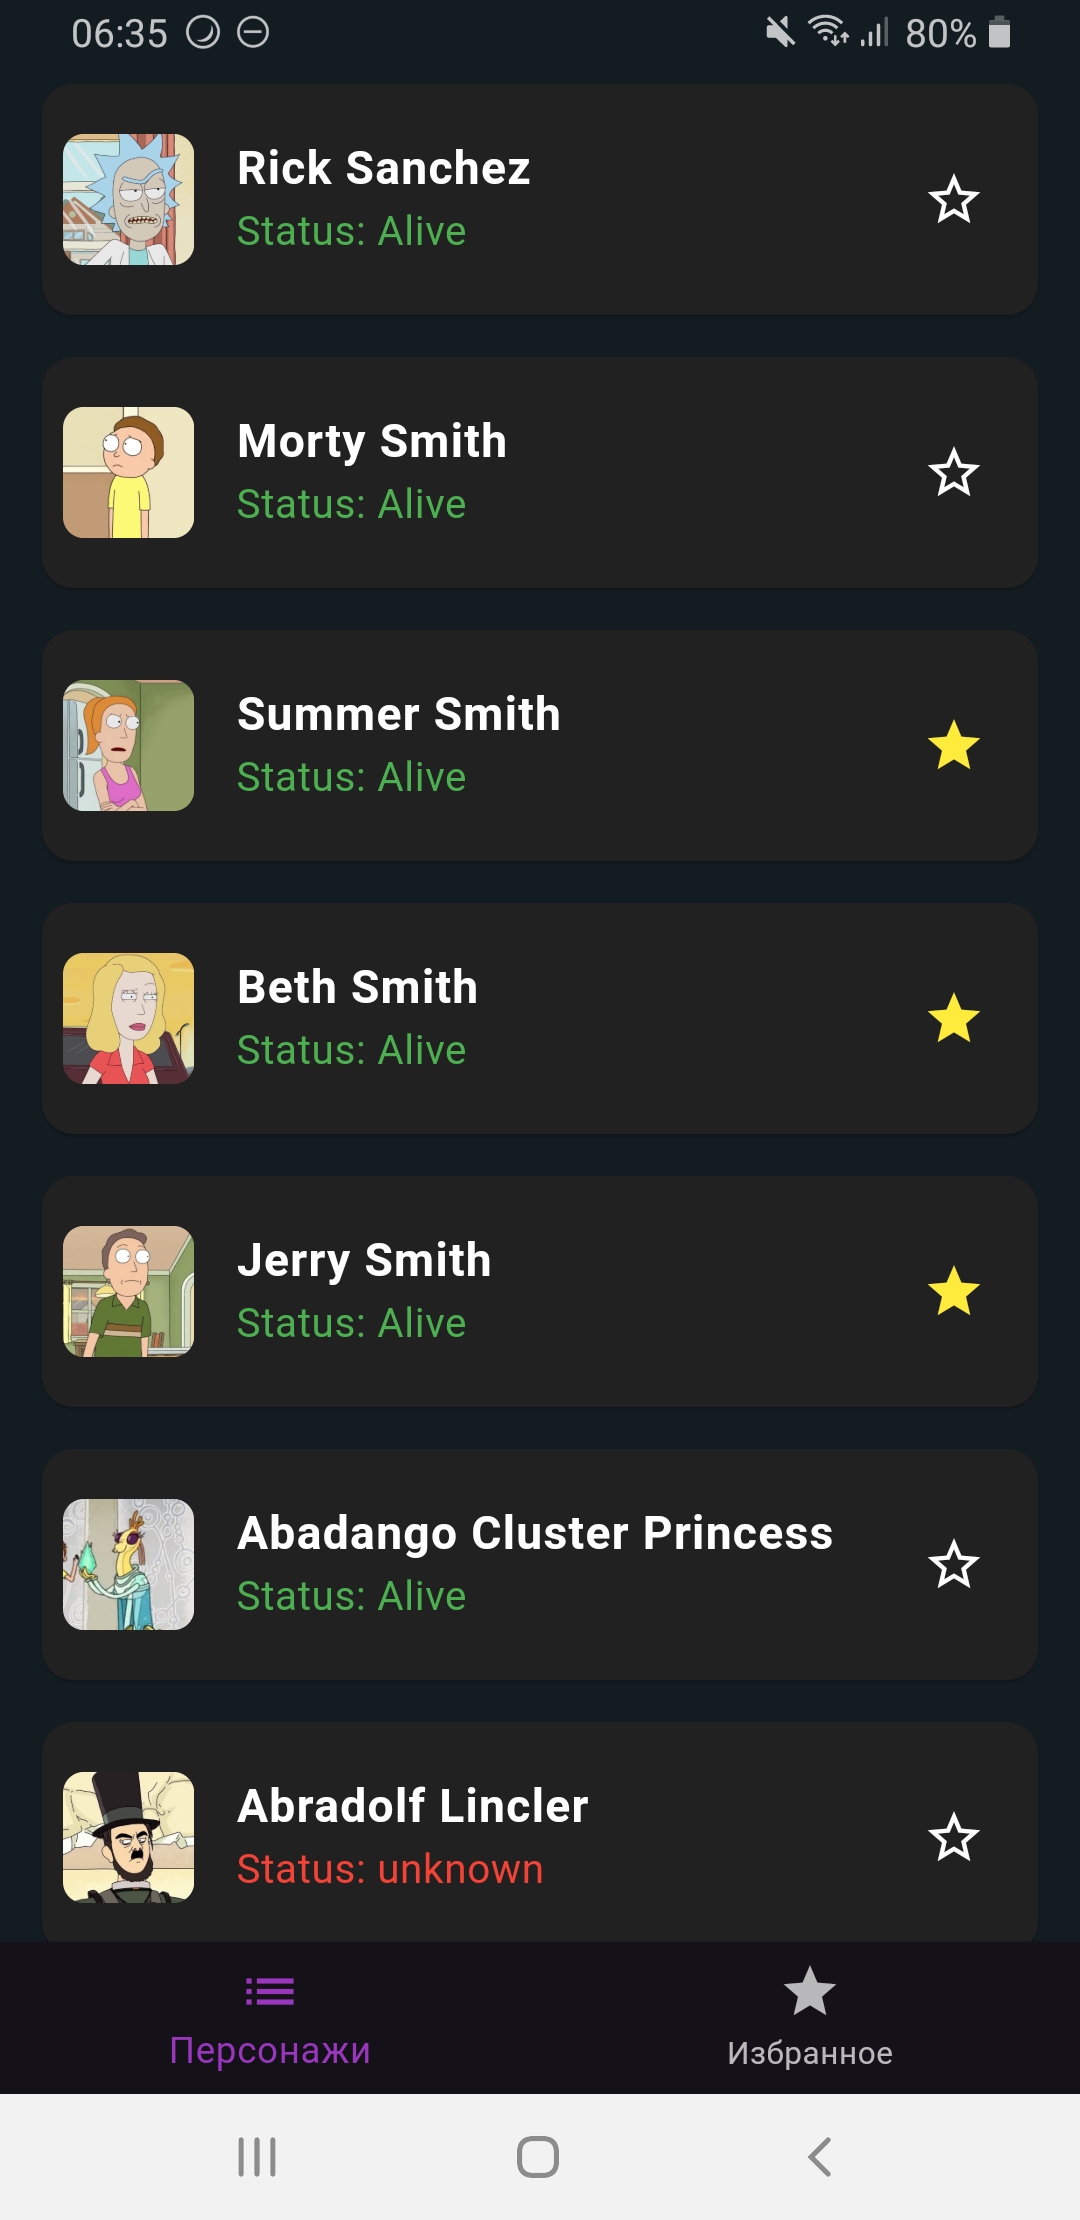 06:35 80%
Rick Sanchez
Status: Alive
Morty Smith
Status: Alive
Summer Smith
Status: Alive
Beth Smith
Status: Alive
Jerry Smith
Status: Alive
Abadango Cluster Princess
Status: Alive
Abradolf Lincler
Status: unknown
Персонажи Избранное